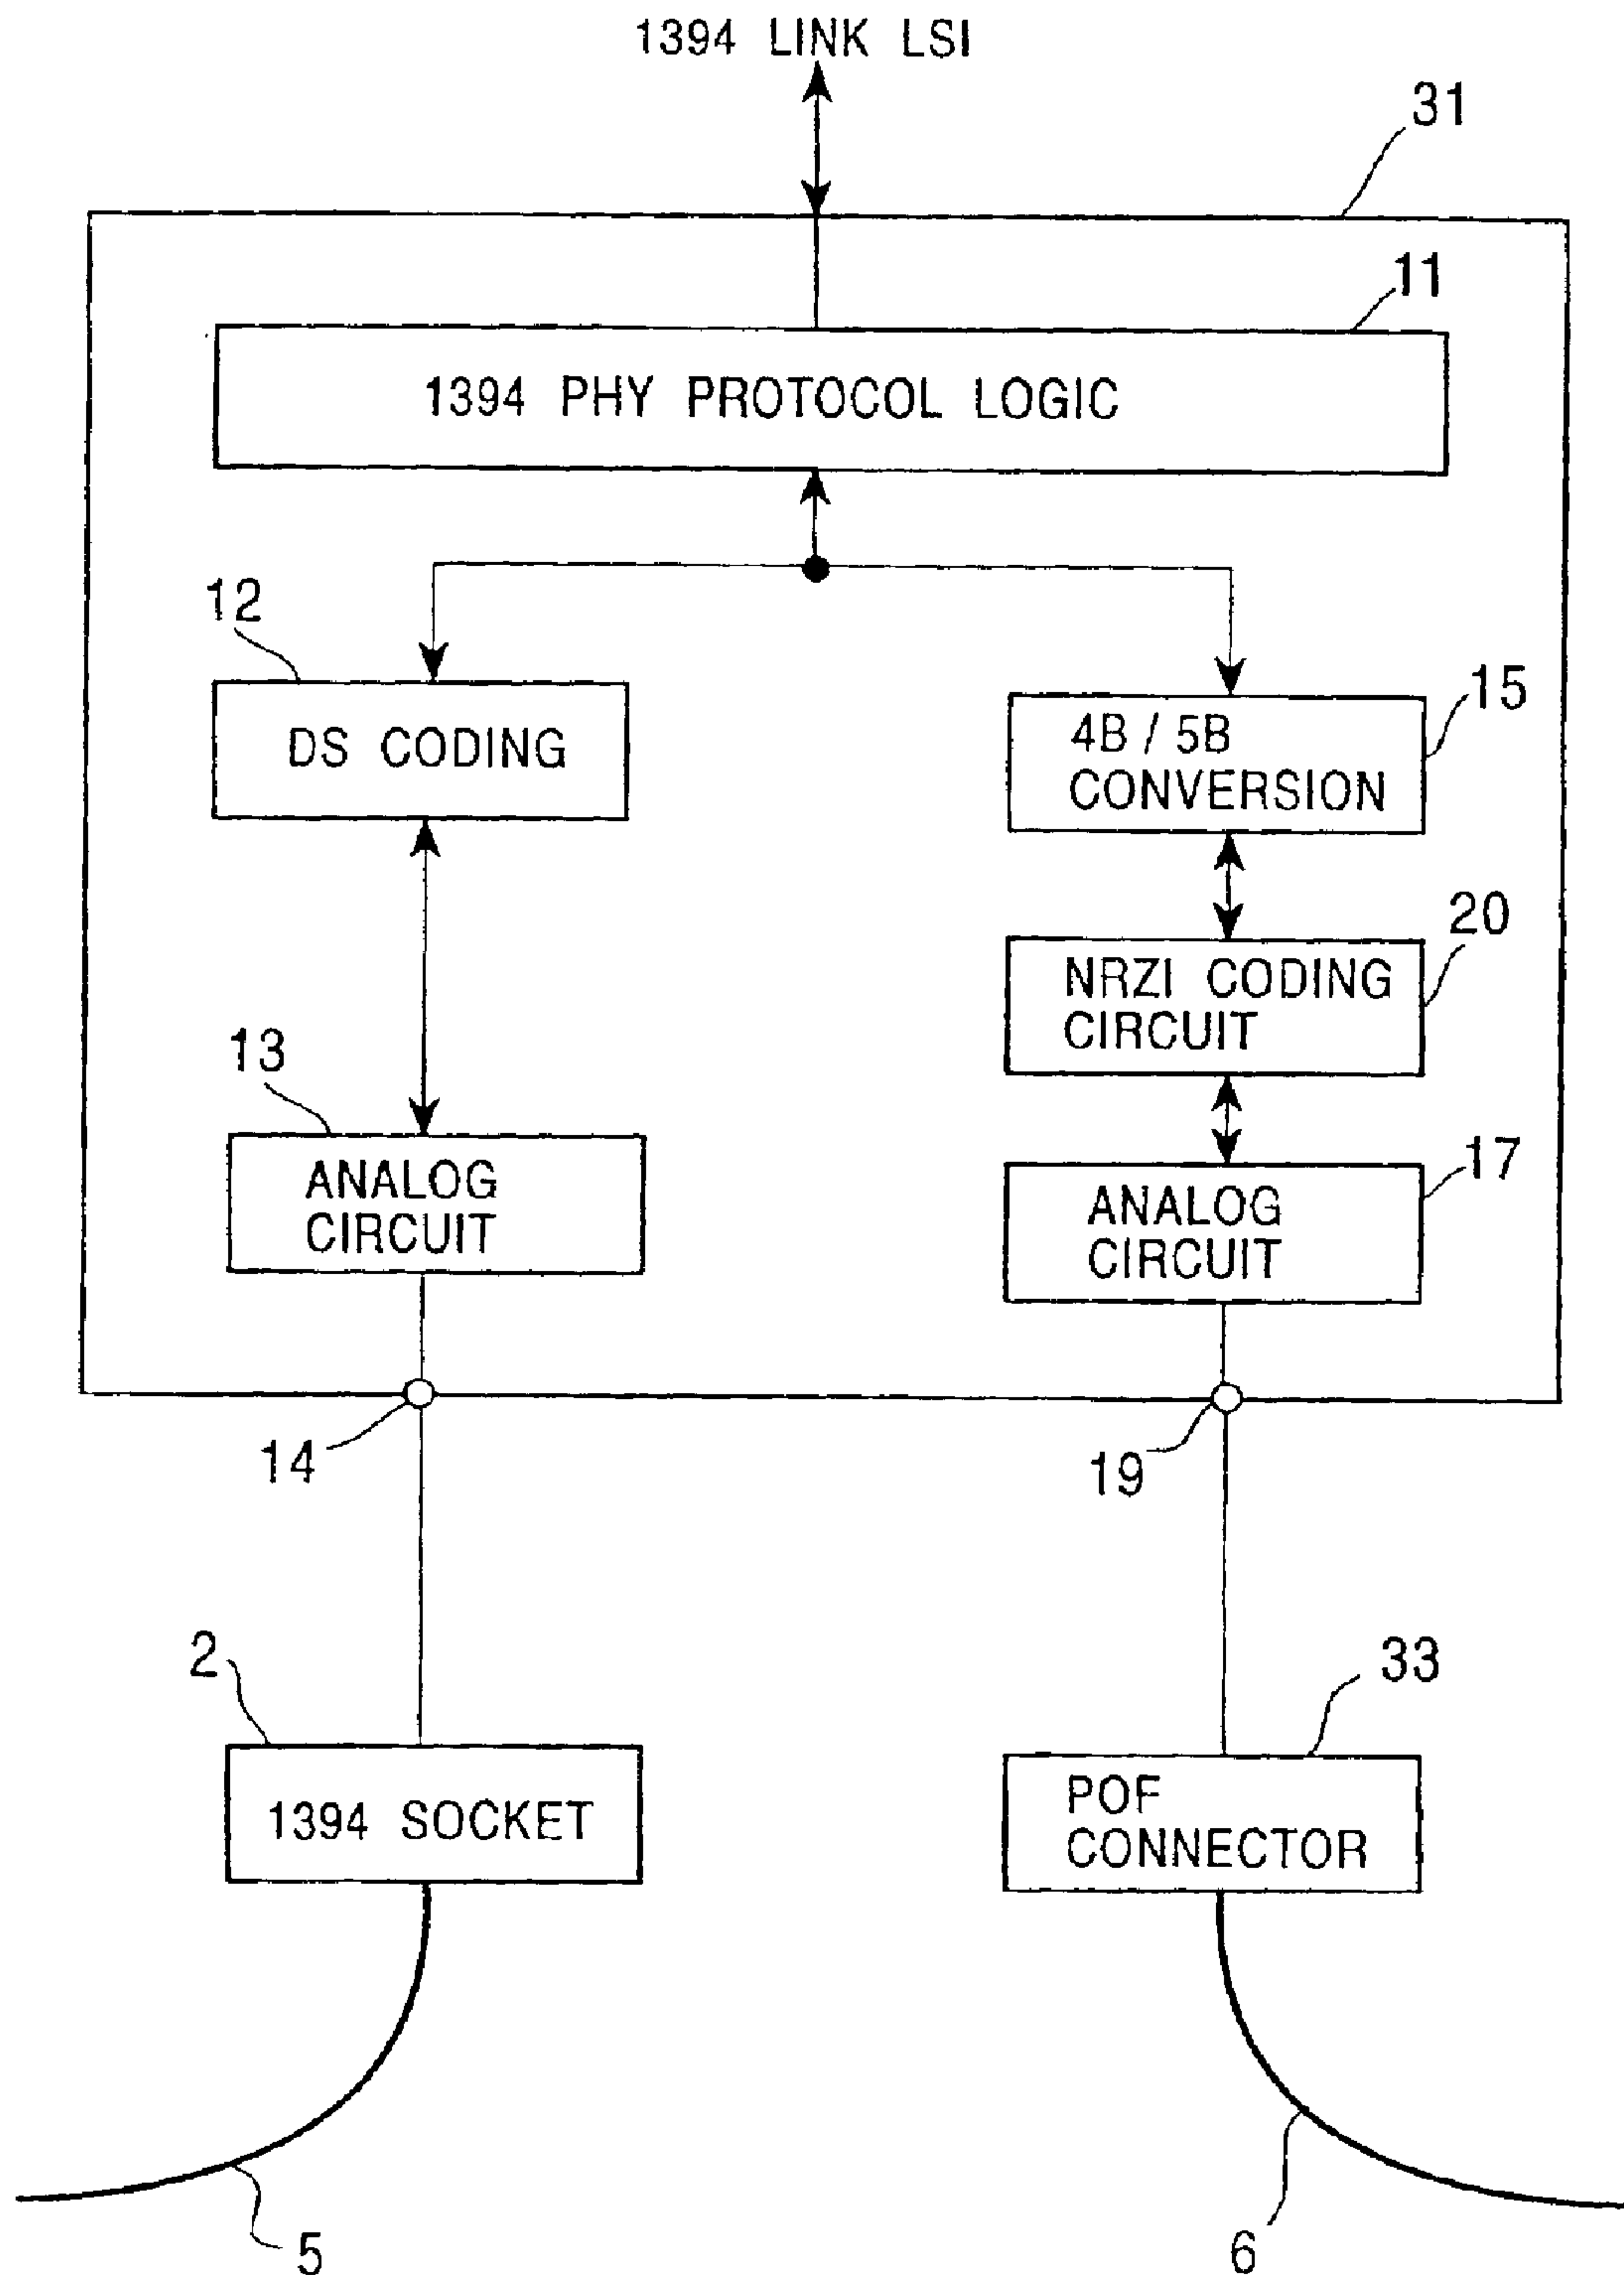 1394 LINK LSI
31
11
1394 PHY PROTOCOL LOGIC
12
DS CODING
15
4B / 5B
CONVERSION
20
NRZI CODING
CIRCUIT
13
ANALOG
CIRCUIT
17
ANALOG
CIRCUIT
14
19
2
1394 SOCKET
33
POF
CONNECTOR
5
6